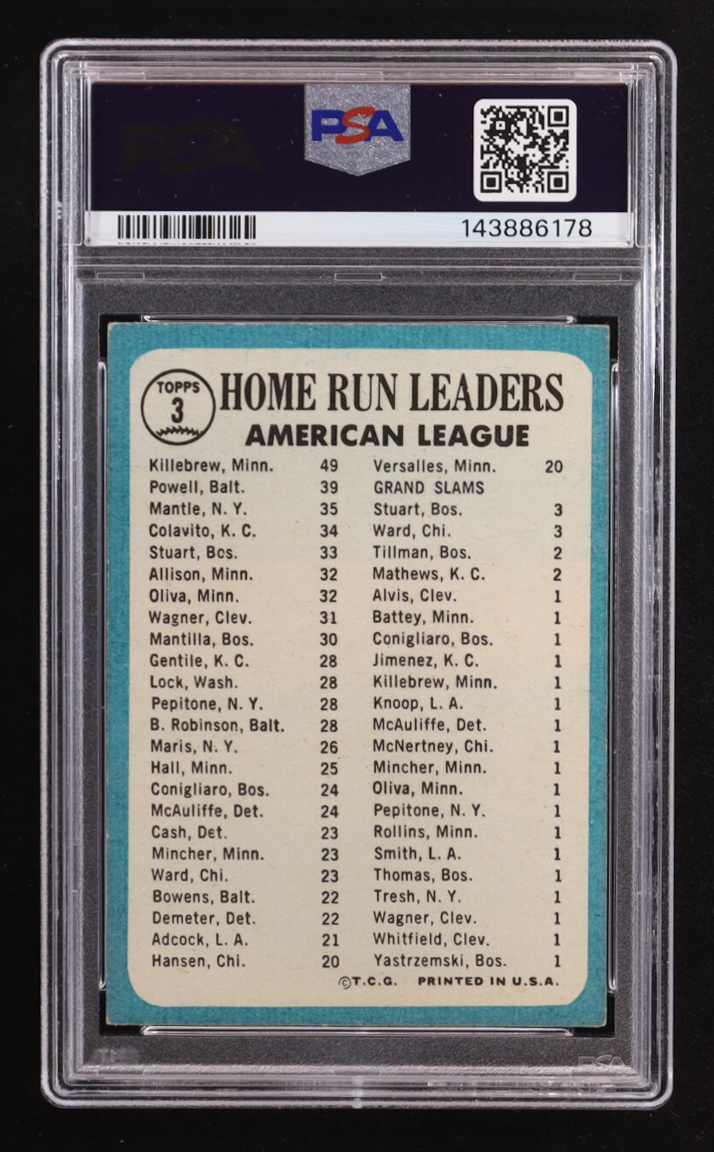 PSA
PSA
143886178
TOPPS
3
HOME RUN LEADERS
AMERICAN LEAGUE
Killebrew, Minn. 49
Powell, Balt. 39
Mantle, N. Y. 35
Colavito, K. C. 34
Stuart, Bos. 33
Allison, Minn. 32
Oliva, Minn. 32
Wagner, Clev. 31
Mantilla, Bos. 30
Gentile, K. C. 28
Lock, Wash. 28
Pepitone, N. Y. 28
B. Robinson, Balt. 28
Maris, N. Y. 26
Hall, Minn. 25
Conigliaro, Bos. 24
McAuliffe, Det. 24
Cash, Det. 23
Mincher, Minn. 23
Ward, Chi. 23
Bowens, Balt. 22
Demeter, Det. 22
Adcock, L. A. 21
Hansen, Chi. 20
Versalles, Minn. 20
GRAND SLAMS
Stuart, Bos. 3
Ward, Chi. 3
Tillman, Bos. 2
Mathews, K. C. 2
Alvis, Clev. 1
Battey, Minn. 1
Conigliaro, Bos. 1
Jimenez, K. C. 1
Killebrew, Minn. 1
Knoop, L. A. 1
McAuliffe, Det. 1
McNertney, Chi. 1
Mincher, Minn. 1
Oliva, Minn. 1
Pepitone, N. Y. 1
Rollins, Minn. 1
Smith, L. A. 1
Thomas, Bos. 1
Tresh, N. Y. 1
Wagner, Clev. 1
Whitfield, Clev. 1
Yastrzemski, Bos. 1
©T.C.G. PRINTED IN U.S.A.
PSA